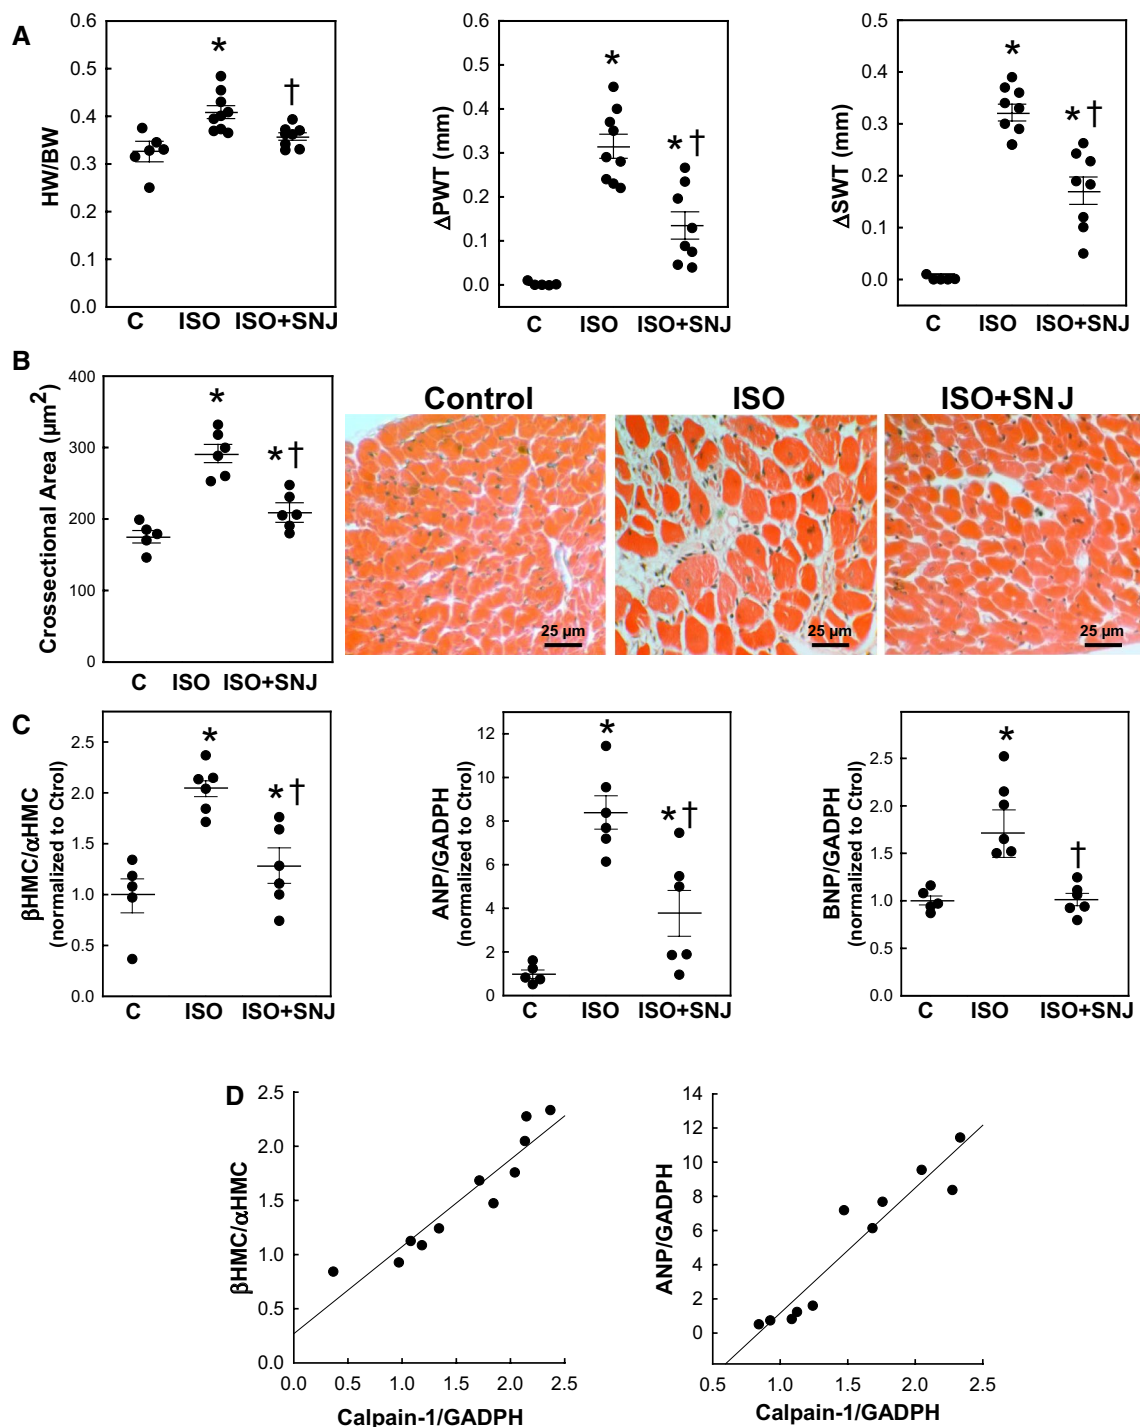 A
HW/BW
0.6
0.5
0.4
0.3
0.2
0.1
0.0
*
†
C ISO ISO+SNJ
ΔPWT (mm)
0.6
0.5
0.4
0.3
0.2
0.1
0.0
*
*†
C ISO ISO+SNJ
ΔSWT (mm)
0.5
0.4
0.3
0.2
0.1
0.0
*
*†
C ISO ISO+SNJ
B
Crossectional Area (µm²)
400
300
200
100
0
*
*†
C ISO ISO+SNJ
Control
25 µm
ISO
25 µm
ISO+SNJ
25 µm
C
βHMC/αHMC
(normalized to Ctrol)
2.5
2.0
1.5
1.0
0.5
0.0
*
*†
C ISO ISO+SNJ
ANP/GADPH
(normalized to Ctrol)
12
10
8
6
4
2
0
*
*†
C ISO ISO+SNJ
BNP/GADPH
(normalized to Ctrol)
2.5
2.0
1.5
1.0
0.5
0.0
*
†
C ISO ISO+SNJ
D
βHMC/αHMC
2.5
2.0
1.5
1.0
0.5
0.0
0.0 0.5 1.0 1.5 2.0 2.5
Calpain-1/GADPH
ANP/GADPH
14
12
10
8
6
4
2
0
0.5 1.0 1.5 2.0 2.5
Calpain-1/GADPH